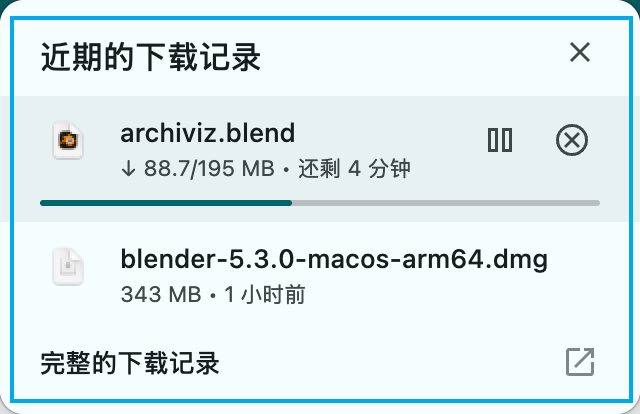 近期的下载记录
archiviz.blend
↓ 88.7/195 MB • 还剩 4 分钟
blender-5.3.0-macos-arm64.dmg
343 MB • 1 小时前
完整的下载记录